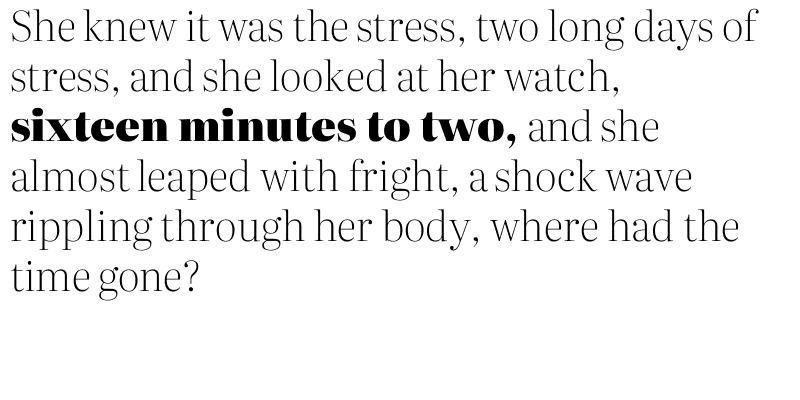 She knew it was the stress, two long days of
stress, and she looked at her watch,
sixteen minutes to two, and she
almost leaped with fright, a shock wave
rippling through her body, where had the
time gone?